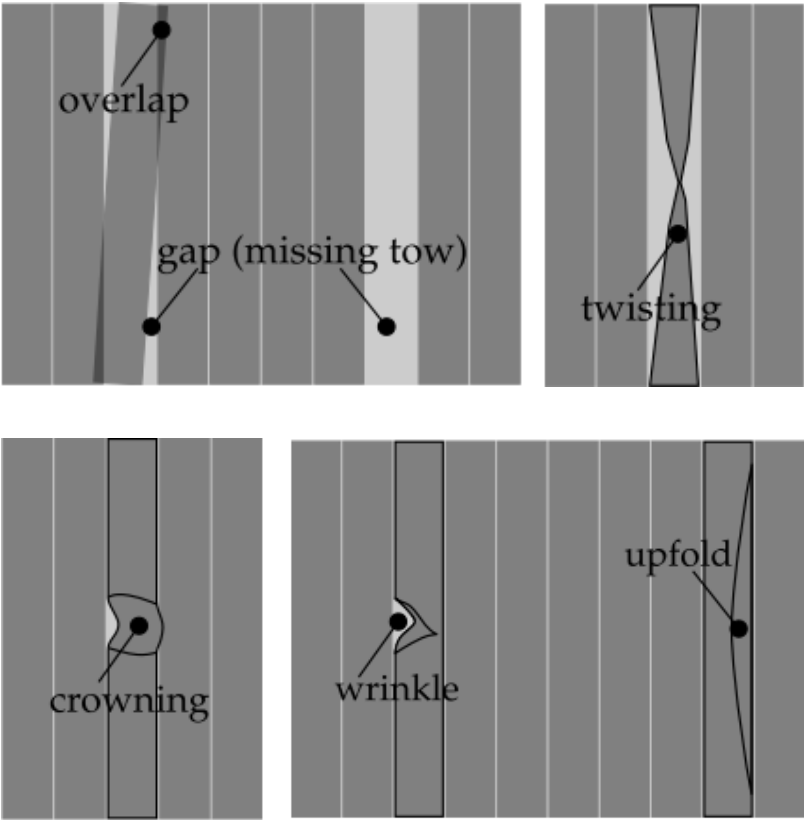 overlap
gap (missing tow)
twisting
crowning
wrinkle
upfold